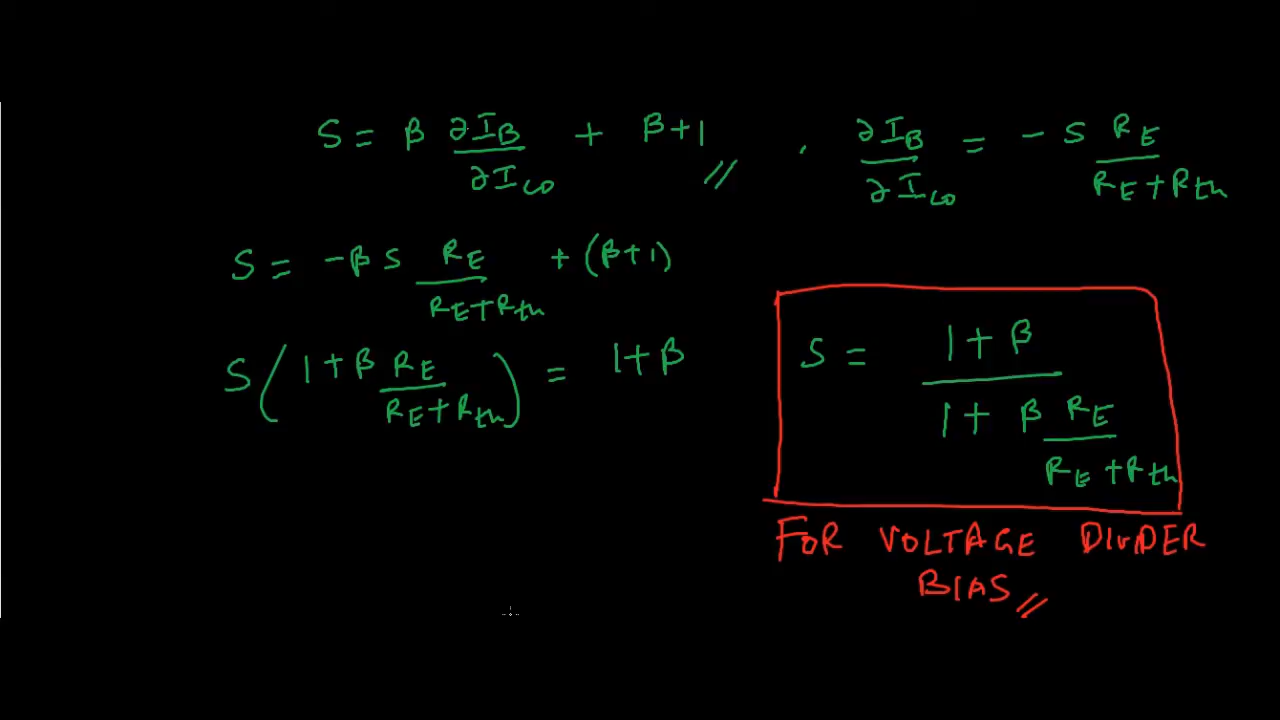 S = β ∂I_B/∂I_co + β+1 // . ∂I_B/∂I_co = - S R_E/(R_E+R_th)
S = -β S R_E/(R_E+R_th) + (β+1)
S (1+β R_E/(R_E+R_th)) = 1+β
S = (1+β)/(1+ β R_E/(R_E+R_th))
FOR VOLTAGE DIVIDER
BIAS //